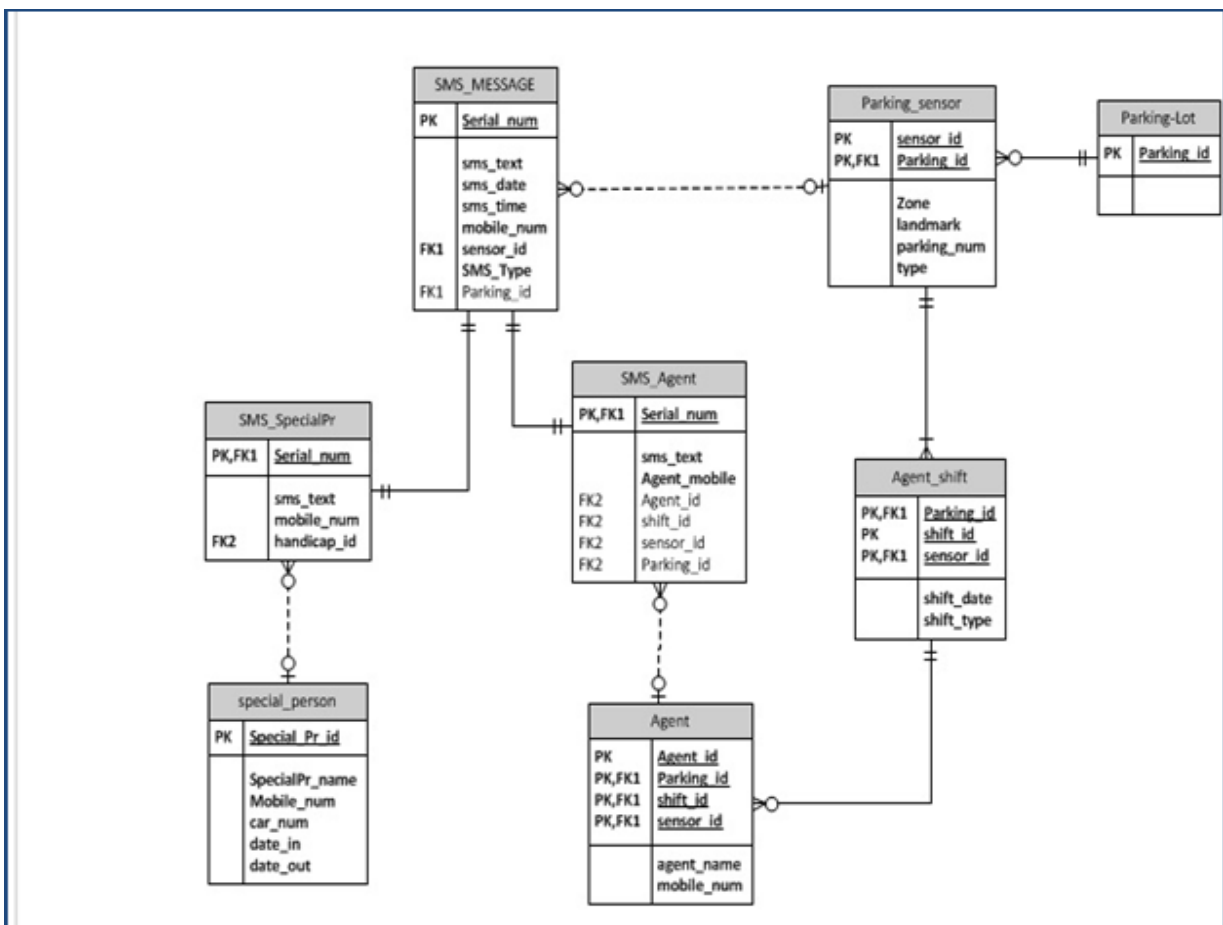 SMS_MESSAGE
PK Serial_num
sms_text
sms_date
sms_time
mobile_num
FK1 sensor_id
SMS_Type
FK1 Parking_id
Parking_sensor
PK sensor_id
PK,FK1 Parking_id
Zone
landmark
parking_num
type
Parking-Lot
PK Parking_id
SMS_SpecialPr
PK,FK1 Serial_num
sms_text
mobile_num
FK2 handicap_id
SMS_Agent
PK,FK1 Serial_num
sms_text
Agent_mobile
FK2 Agent_id
FK2 shift_id
FK2 sensor_id
FK2 Parking_id
Agent_shift
PK,FK1 Parking_id
PK shift_id
PK,FK1 sensor_id
shift_date
shift_type
special_person
PK Special_Pr_id
SpecialPr_name
Mobile_num
car_num
date_in
date_out
Agent
PK Agent_id
PK,FK1 Parking_id
PK,FK1 shift_id
PK,FK1 sensor_id
agent_name
mobile_num